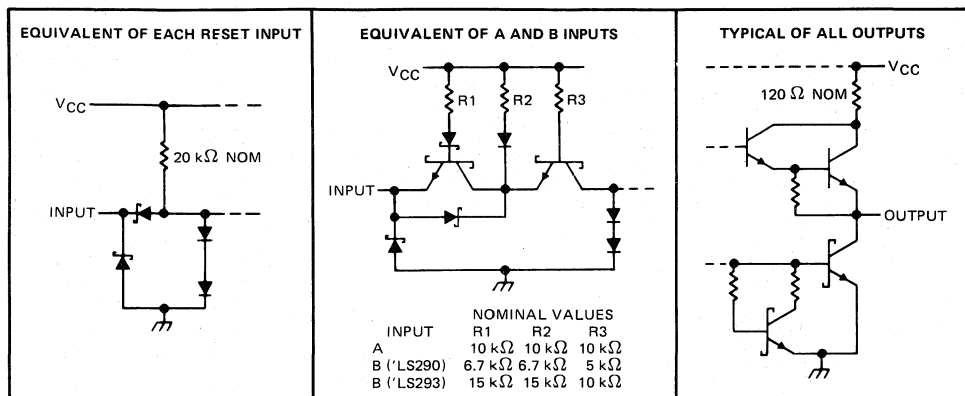 EQUIVALENT OF EACH RESET INPUT
VCC
20 kΩ NOM
INPUT
EQUIVALENT OF A AND B INPUTS
VCC
R1
R2
R3
INPUT
NOMINAL VALUES
INPUT R1 R2 R3
A 10 kΩ 10 kΩ 10 kΩ
B ('LS290) 6.7 kΩ 6.7 kΩ 5 kΩ
B ('LS293) 15 kΩ 15 kΩ 10 kΩ
TYPICAL OF ALL OUTPUTS
VCC
120 Ω NOM
OUTPUT